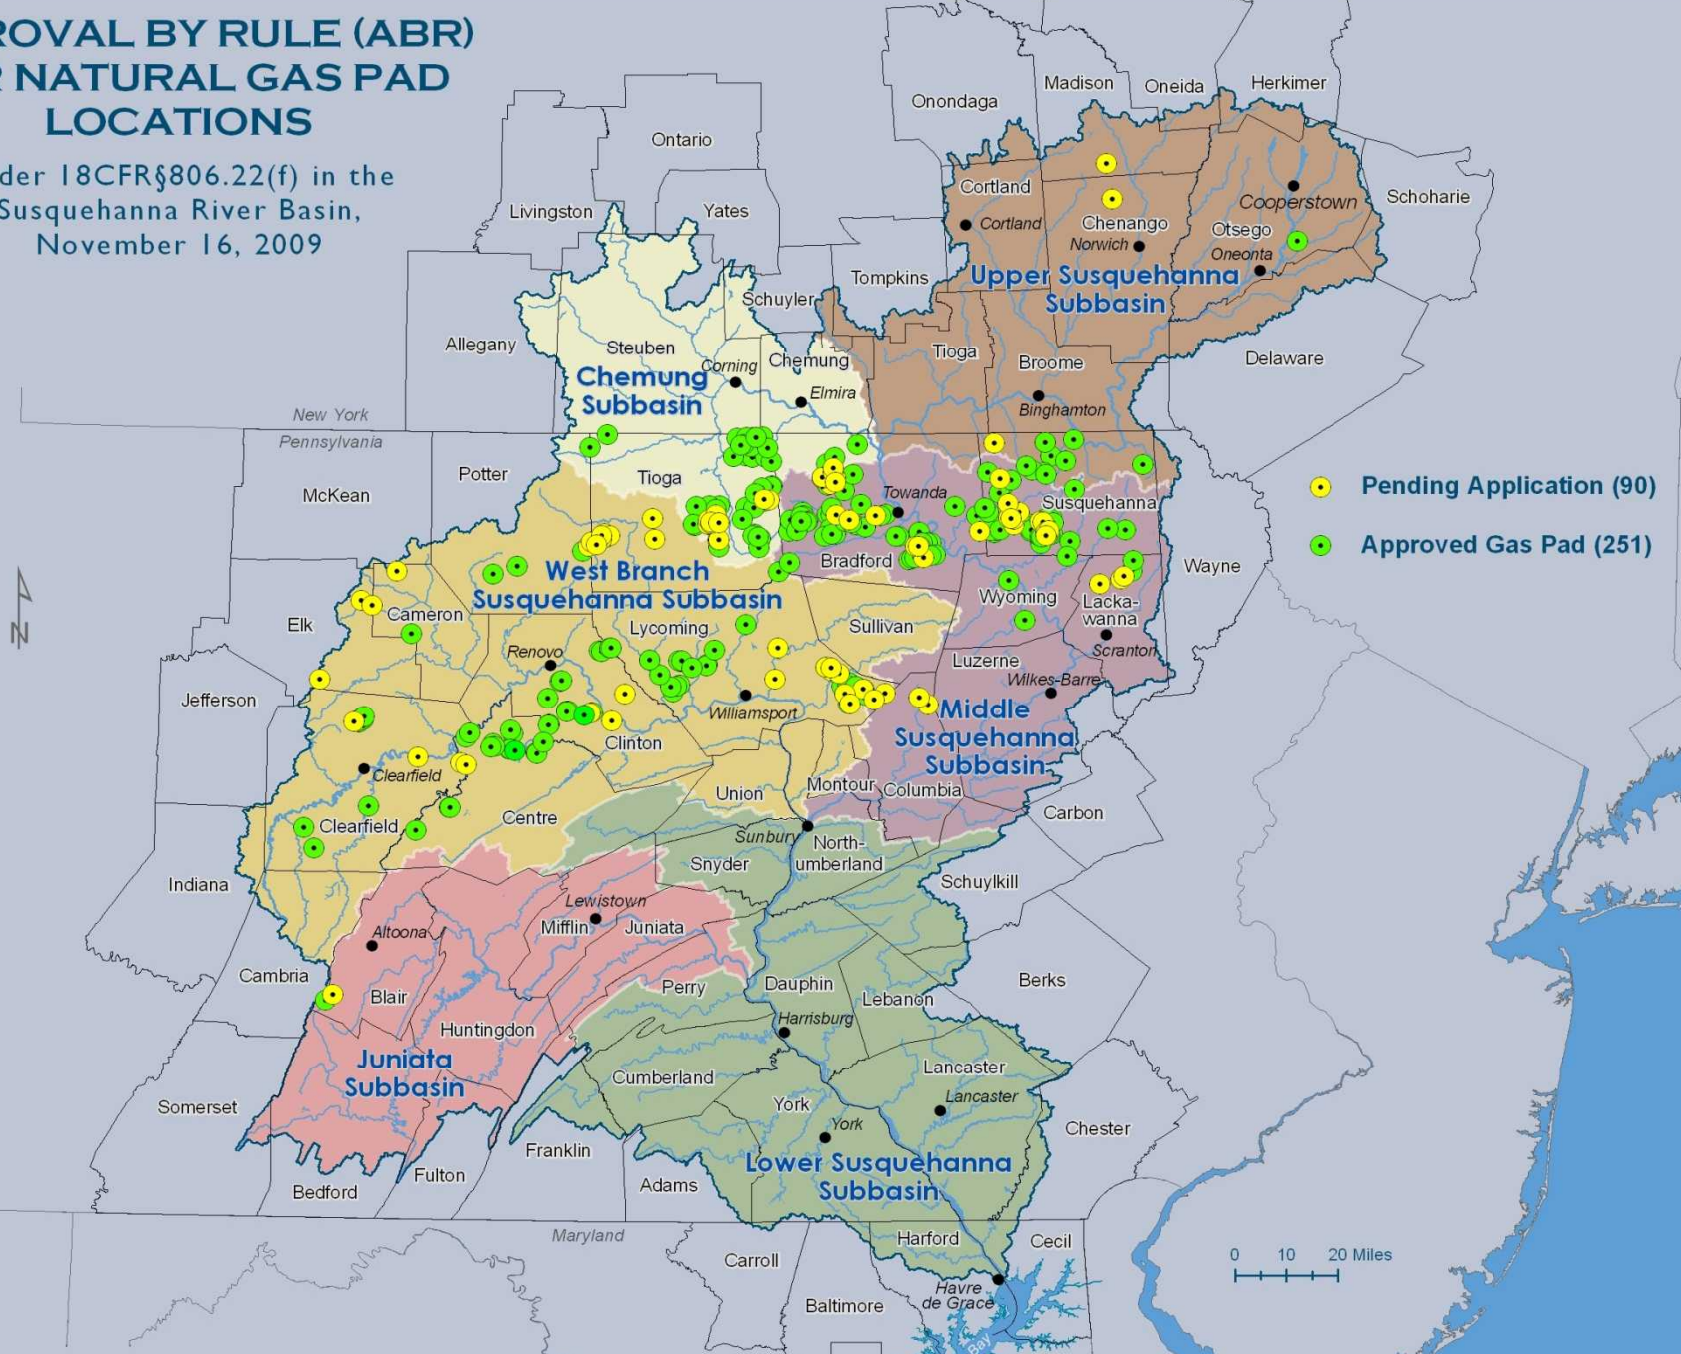 ROVAL BY RULE (ABR)
NATURAL GAS PAD
LOCATIONS
der 18CFR§806.22(f) in the
Susquehanna River Basin,
November 16, 2009
Madison
Oneida
Herkimer
Onondaga
Ontario
Cortland
Schoharie
Cooperstown
Livingston
Yates
Cortland
Chenango
Otsego
Norwich
Oneonta
Tompkins
Upper Susquehanna
Subbasin
Schuyler
Allegany
Steuben
Chemung
Tioga
Broome
Delaware
Corning
Chemung
Subbasin
Elmira
Binghamton
New York
Pennsylvania
Potter
Tioga
McKean
Towanda
Susquehanna
Pending Application (90)
Approved Gas Pad (251)
Bradford
Wayne
West Branch
Susquehanna Subbasin
Wyoming
Lacka-
wanna
Cameron
Elk
Lycoming
Sullivan
N
Renovo
Luzerne
Scranton
Wilkes-Barre
Jefferson
Williamsport
Middle
Susquehanna
Subbasin
Clinton
Clearfield
Union
Montour
Columbia
Carbon
Centre
Clearfield
Sunbury
North-
umberland
Snyder
Indiana
Schuylkill
Lewistown
Mifflin
Juniata
Altoona
Cambria
Blair
Perry
Dauphin
Lebanon
Berks
Huntingdon
Harrisburg
Juniata
Subbasin
Cumberland
Lancaster
Lancaster
Somerset
York
York
Chester
Franklin
Lower Susquehanna
Subbasin
Fulton
Bedford
Adams
Maryland
Harford
Cecil
Carroll
0 10 20 Miles
Havre
de Grace
Baltimore
Bay